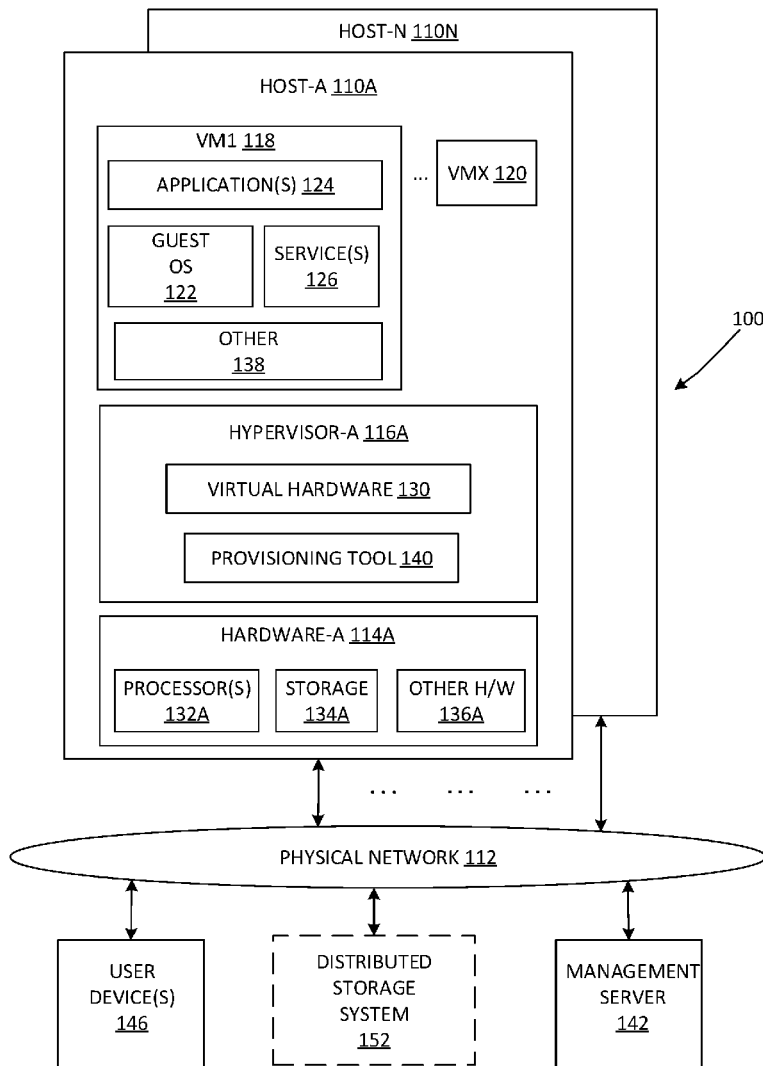 HOST-N 110N
HOST-A 110A
VM1 118
APPLICATION(S) 124
GUEST
OS
122
SERVICE(S)
126
OTHER
138
... VMX 120
100
HYPERVISOR-A 116A
VIRTUAL HARDWARE 130
PROVISIONING TOOL 140
HARDWARE-A 114A
PROCESSOR(S)
132A
STORAGE
134A
OTHER H/W
136A
... ... ...
PHYSICAL NETWORK 112
USER
DEVICE(S)
146
DISTRIBUTED
STORAGE
SYSTEM
152
MANAGEMENT
SERVER
142